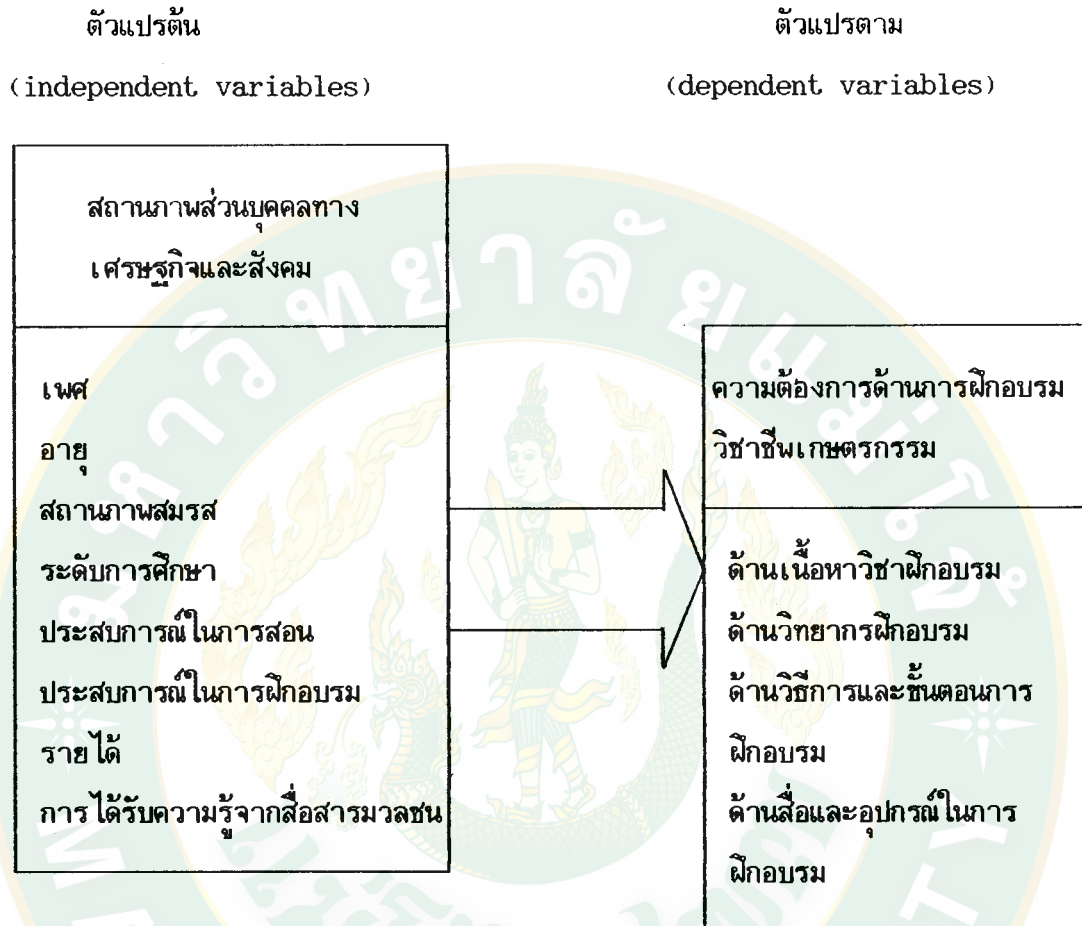 ตัวแปรต้น
(independent variables)
สถานภาพส่วนบุคคลทาง
เศรษฐกิจและสังคม
เพศ
อายุ
สถานภาพสมรส
ระดับการศึกษา
ประสบการณ์ในการสอน
ประสบการณ์ในการฝึกอบรม
รายได้
การได้รับความรู้จากสื่อสารมวลชน
ตัวแปรตาม
(dependent variables)
ความต้องการด้านการฝึกอบรม
วิชาชีพเกษตรกรรม
ด้านเนื้อหาวิชาฝึกอบรม
ด้านวิทยากรฝึกอบรม
ด้านวิธีการและขั้นตอนการ
ฝึกอบรม
ด้านสื่อและอุปกรณ์ในการ
ฝึกอบรม
มหาวิทยาลัยแม่โจ้